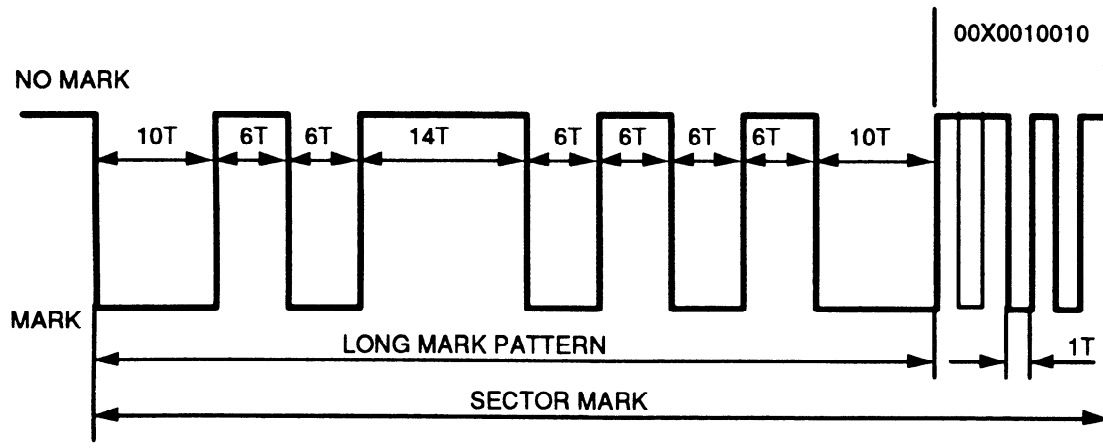 00X0010010
NO MARK
10T 6T 6T 14T 6T 6T 6T 6T 10T
MARK
LONG MARK PATTERN
1T
SECTOR MARK